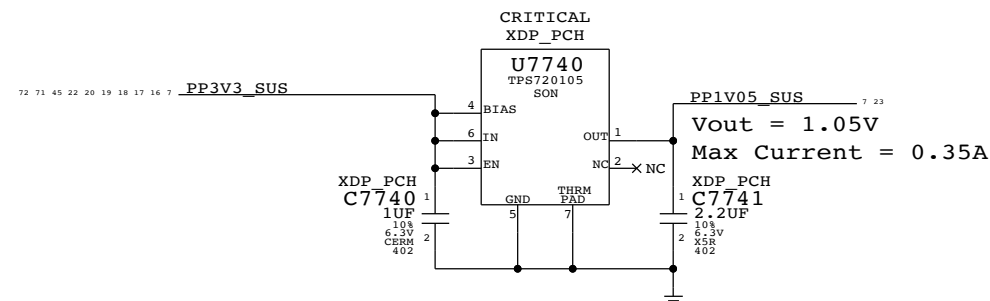 CRITICAL
XDP_PCH
U7740
TPS720105
SON
72 71 45 22 20 19 18 17 16 7 PP3V3_SUS
PP1V05_SUS 7 23
4 BIAS
Vout = 1.05V
6 IN
OUT 1
Max Current = 0.35A
3 EN
NC 2 NC
XDP_PCH
C7740 1
1UF
10%
6.3V
CERM 2
402
GND
5
THRM
PAD
7
XDP_PCH
1 C7741
2.2UF
10%
6.3V
2 X5R
402